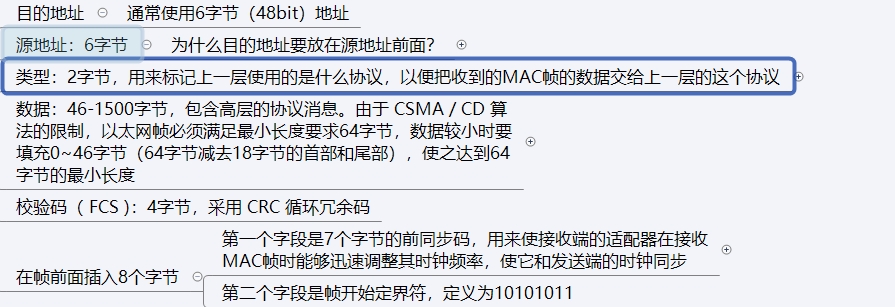 目的地址 通常使用6字节（48bit）地址
源地址：6字节 为什么目的地址要放在源地址前面？
类型：2字节，用来标记上一层使用的是什么协议，以便把收到的MAC帧的数据交给上一层的这个协议
数据：46-1500字节，包含高层的协议消息。由于 CSMA / CD 算
法的限制，以太网帧必须满足最小长度要求64字节，数据较小时要
填充0~46字节（64字节减去18字节的首部和尾部），使之达到64
字节的最小长度
校验码（ FCS ）：4字节，采用 CRC 循环冗余码
在帧前面插入8个字节
第一个字段是7个字节的前同步码，用来使接收端的适配器在接收
MAC帧时能够迅速调整其时钟频率，使它和发送端的时钟同步
第二个字段是帧开始定界符，定义为10101011